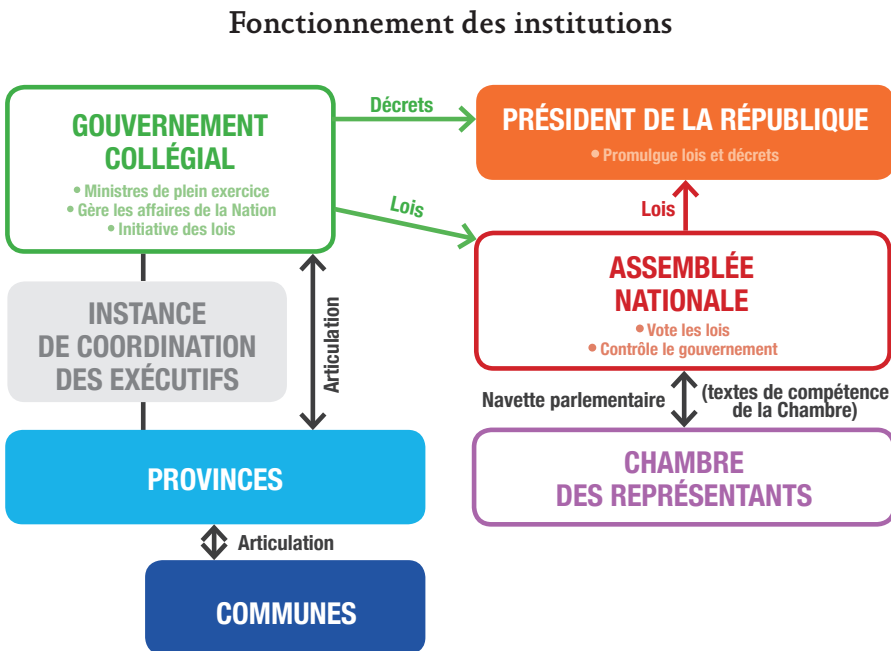 Fonctionnement des institutions
GOUVERNEMENT
COLLÉGIAL
• Ministres de plein exercice
• Gère les affaires de la Nation
• Initiative des lois
Décrets
PRÉSIDENT DE LA RÉPUBLIQUE
• Promulgue lois et décrets
Lois
Lois
ASSEMBLÉE
NATIONALE
• Vote les lois
• Contrôle le gouvernement
INSTANCE
DE COORDINATION
DES EXÉCUTIFS
Articulation
Navette parlementaire
(textes de compétence
de la Chambre)
PROVINCES
CHAMBRE
DES REPRÉSENTANTS
Articulation
COMMUNES